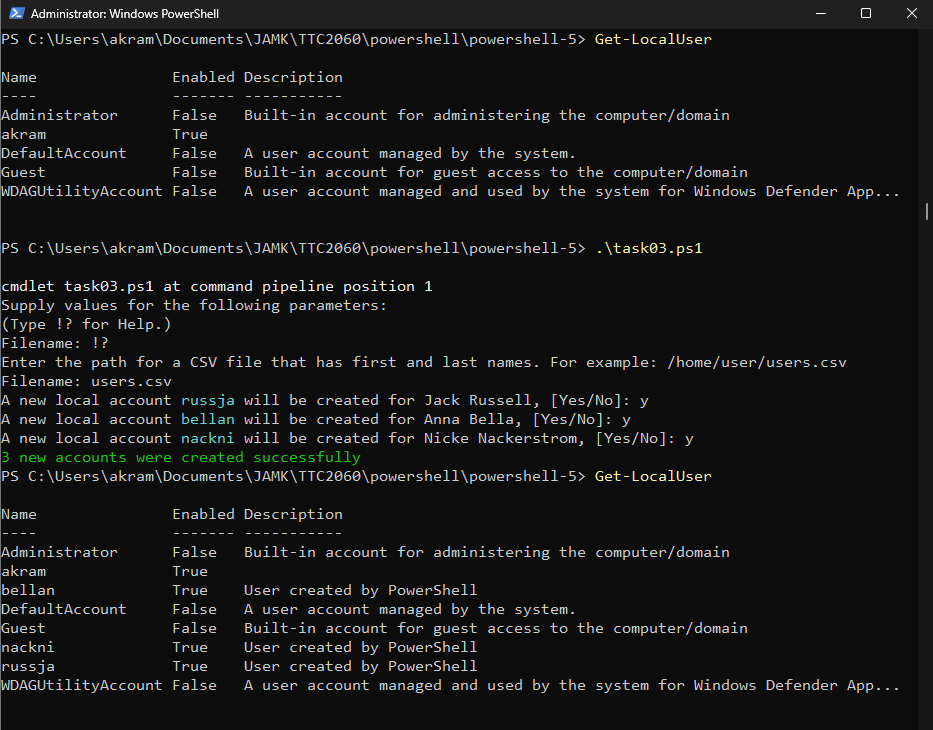 Administrator: Windows PowerShell
PS C:\Users\akram\Documents\JAMK\TTC2060\powershell\powershell-5> Get-LocalUser
Name Enabled Description
---- ------- -----------
Administrator False Built-in account for administering the computer/domain
akram True
DefaultAccount False A user account managed by the system.
Guest False Built-in account for guest access to the computer/domain
WDAGUtilityAccount False A user account managed and used by the system for Windows Defender App...
PS C:\Users\akram\Documents\JAMK\TTC2060\powershell\powershell-5> .\task03.ps1
cmdlet task03.ps1 at command pipeline position 1
Supply values for the following parameters:
(Type !? for Help.)
Filename: !?
Enter the path for a CSV file that has first and last names. For example: /home/user/users.csv
Filename: users.csv
A new local account russja will be created for Jack Russell, [Yes/No]: y
A new local account bellan will be created for Anna Bella, [Yes/No]: y
A new local account nackni will be created for Nicke Nackerstrom, [Yes/No]: y
3 new accounts were created successfully
PS C:\Users\akram\Documents\JAMK\TTC2060\powershell\powershell-5> Get-LocalUser
Name Enabled Description
---- ------- -----------
Administrator False Built-in account for administering the computer/domain
akram True
bellan True User created by PowerShell
DefaultAccount False A user account managed by the system.
Guest False Built-in account for guest access to the computer/domain
nackni True User created by PowerShell
russja True User created by PowerShell
WDAGUtilityAccount False A user account managed and used by the system for Windows Defender App...